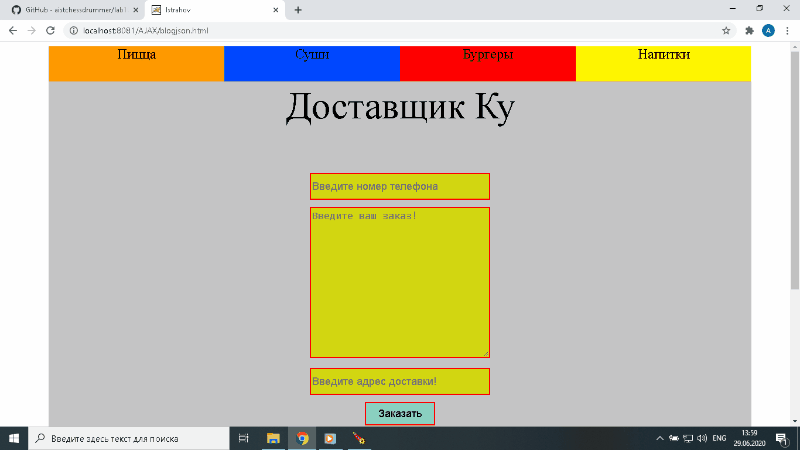 GitHub - aistchessdrummer/lab1
Istrahov
localhost:8081/AJAX/blogjson.html
Пицца
Суши
Бургеры
Напитки
Доставщик Ку
Введите номер телефона
Введите ваш заказ!
Введите адрес доставки!
Заказать
Введите здесь текст для поиска
ENG
13:59
29.06.2020